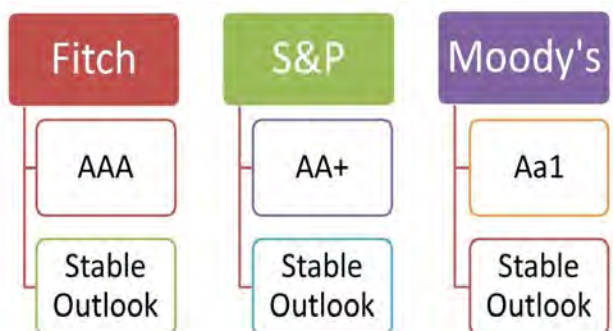 Fitch
AAA
Stable
Outlook
S&P
AA+
Stable
Outlook
Moody's
Aa1
Stable
Outlook